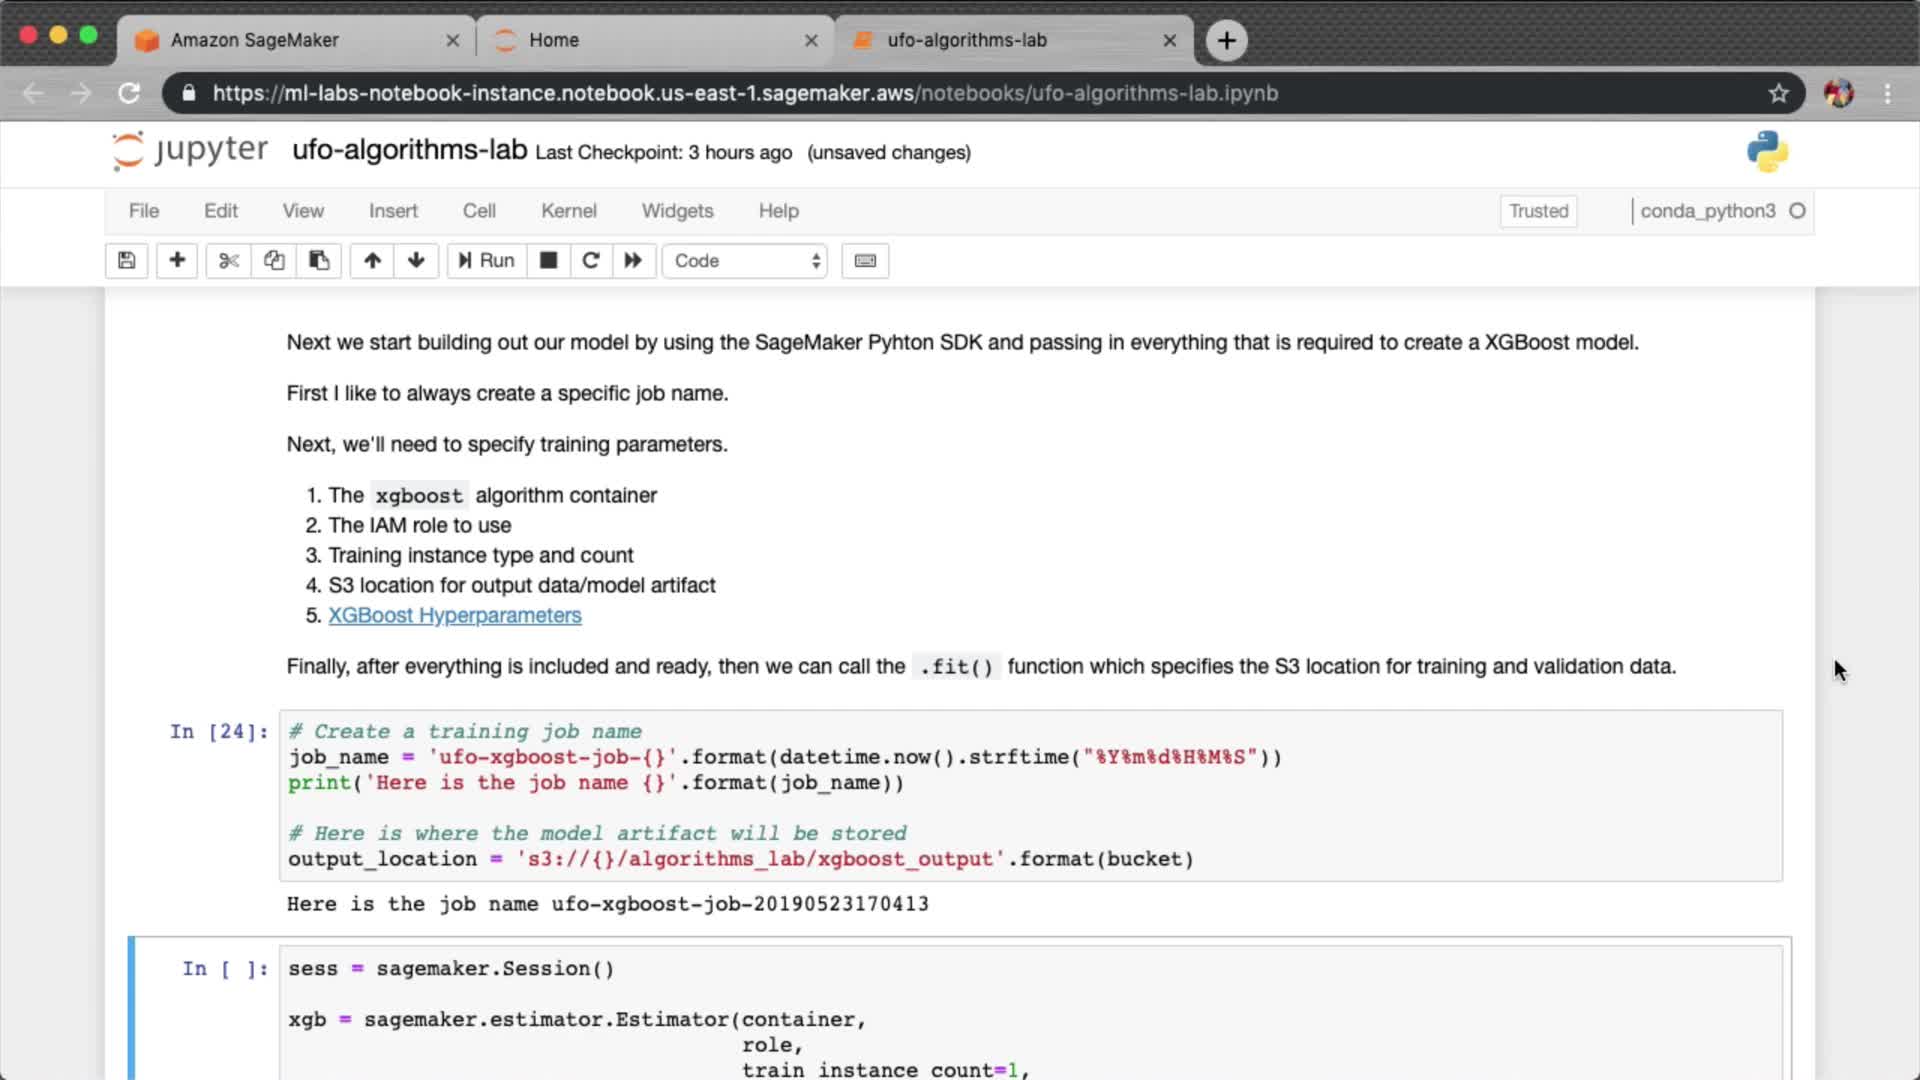 Amazon SageMaker
Home
ufo-algorithms-lab
https://ml-labs-notebook-instance.notebook.us-east-1.sagemaker.aws/notebooks/ufo-algorithms-lab.ipynb
jupyter ufo-algorithms-lab Last Checkpoint: 3 hours ago (unsaved changes)
File Edit View Insert Cell Kernel Widgets Help Trusted conda_python3
Run Code
Next we start building out our model by using the SageMaker Pyhton SDK and passing in everything that is required to create a XGBoost model.
First I like to always create a specific job name.
Next, we'll need to specify training parameters.
1. The xgboost algorithm container
2. The IAM role to use
3. Training instance type and count
4. S3 location for output data/model artifact
5. XGBoost Hyperparameters
Finally, after everything is included and ready, then we can call the .fit() function which specifies the S3 location for training and validation data.
In [24]: # Create a training job name
job_name = 'ufo-xgboost-job-{}'.format(datetime.now().strftime("%Y%m%d%H%M%S"))
print('Here is the job name {}'.format(job_name))
# Here is where the model artifact will be stored
output_location = 's3://{}/algorithms_lab/xgboost_output'.format(bucket)
Here is the job name ufo-xgboost-job-20190523170413
In [ ]: sess = sagemaker.Session()
xgb = sagemaker.estimator.Estimator(container,
role,
train_instance_count=1,